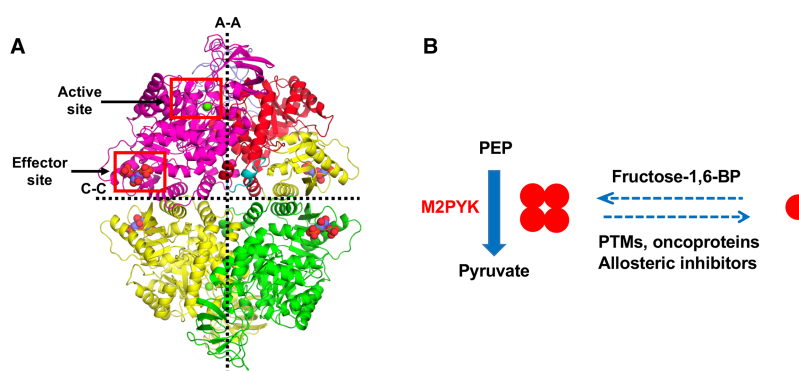 A
A-A
Active
site
Effector
site
C-C
B
PEP
M2PYK
Pyruvate
Fructose-1,6-BP
PTMs, oncoproteins
Allosteric inhibitors